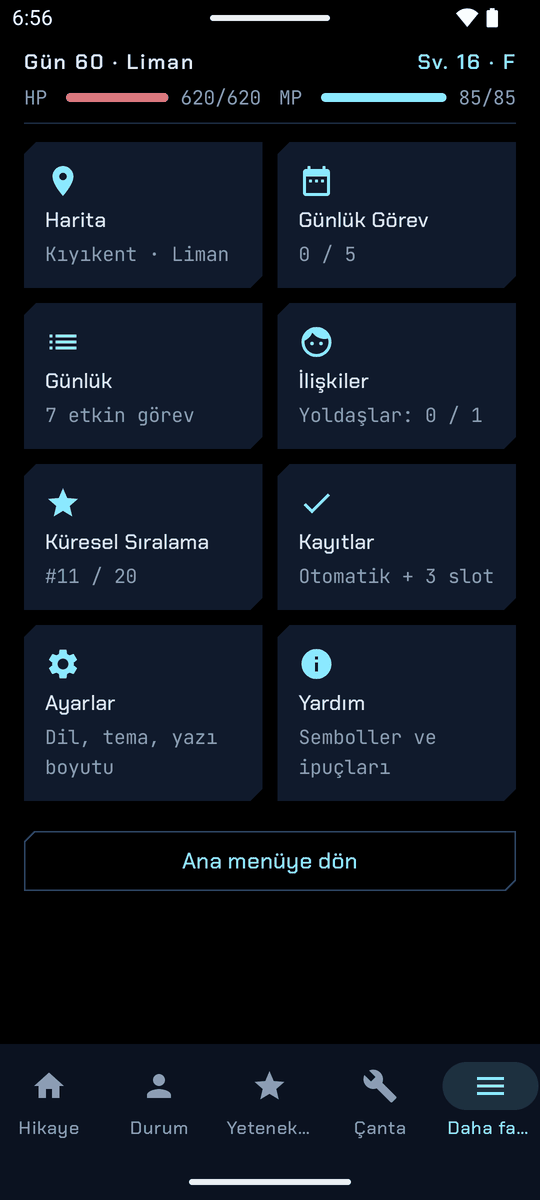 6:56
Gün 60 · Liman
Sv. 16 · F
HP 620/620 MP 85/85
Harita
Kıyıkent · Liman
Günlük Görev
0 / 5
Günlük
7 etkin görev
İlişkiler
Yoldaşlar: 0 / 1
Küresel Sıralama
#11 / 20
Kayıtlar
Otomatik + 3 slot
Ayarlar
Dil, tema, yazı
boyutu
Yardım
Semboller ve
ipuçları
Ana menüye dön
Hikaye
Durum
Yetenek...
Çanta
Daha fa...